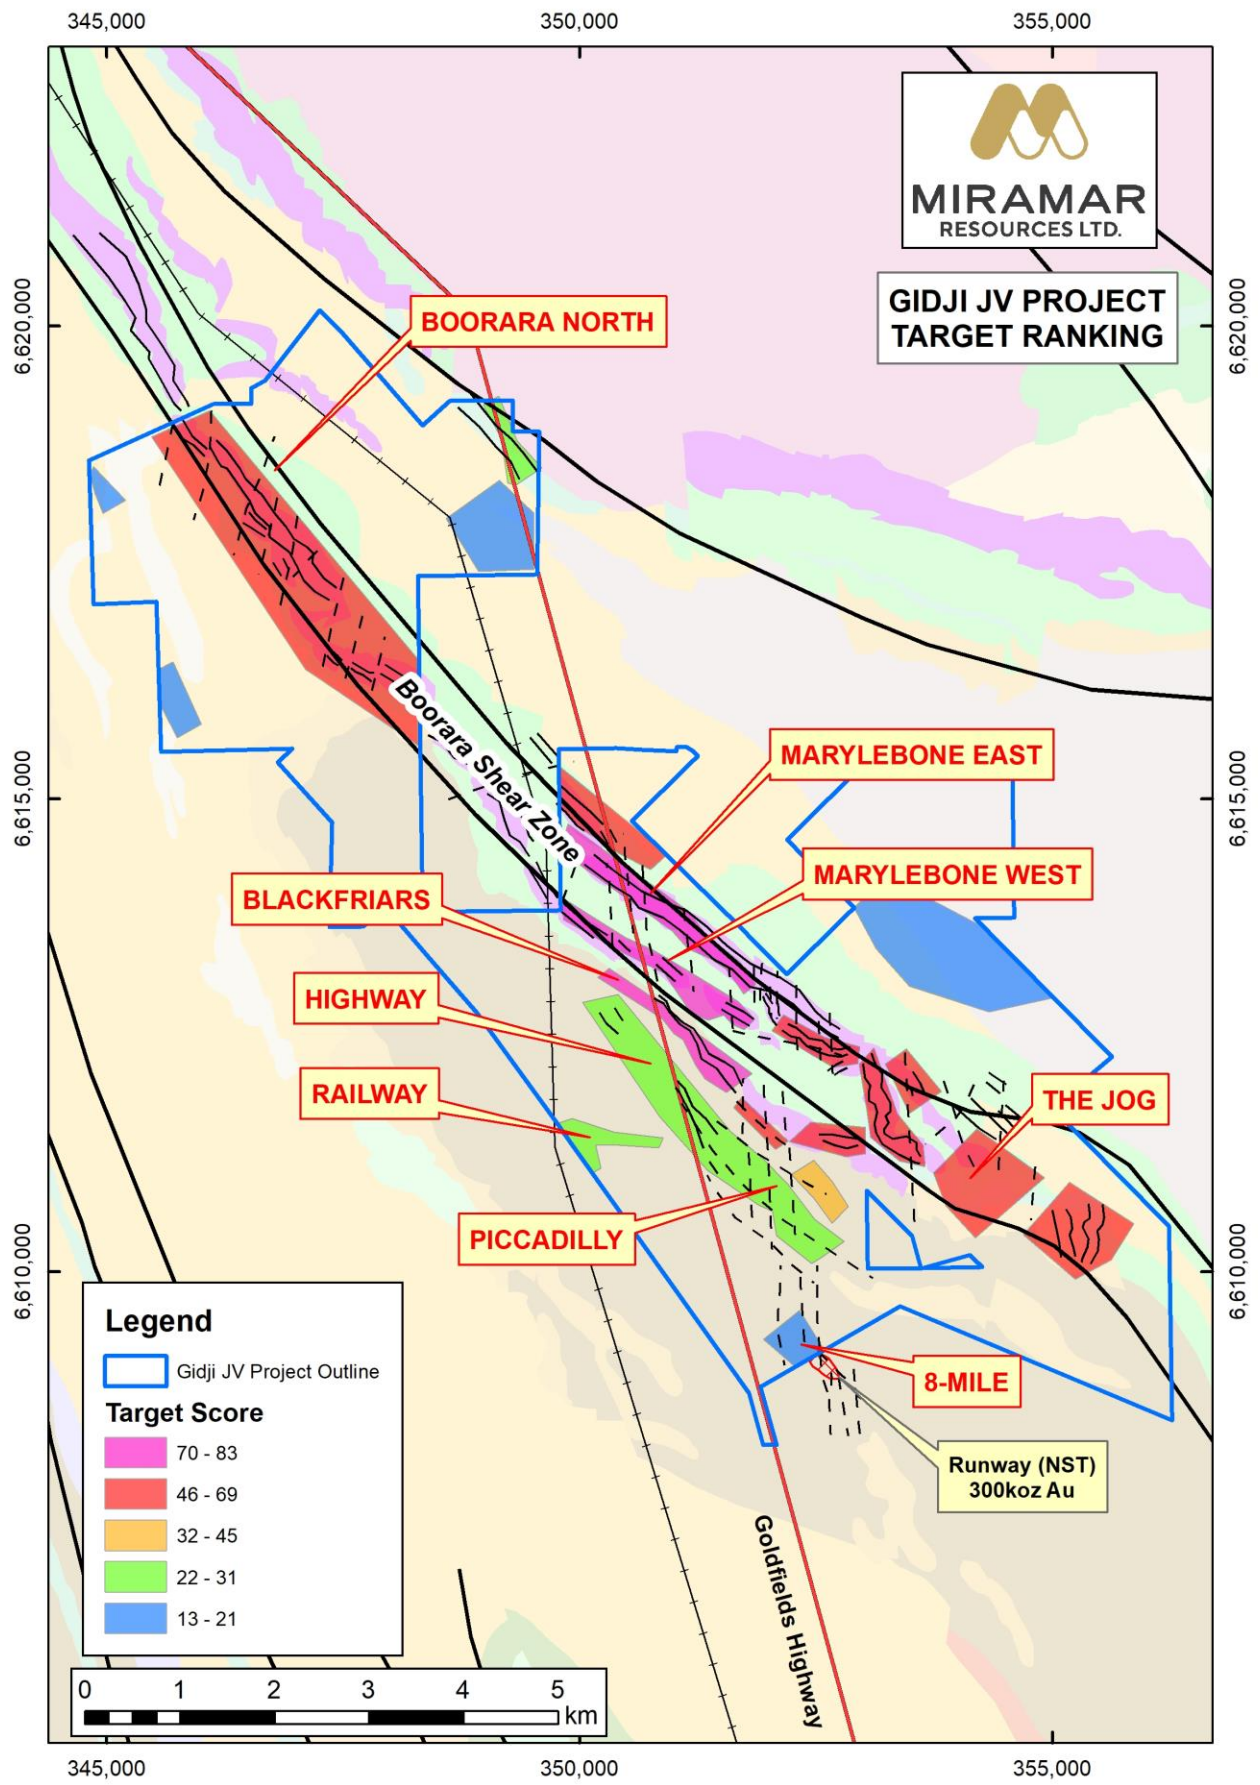 345,000
350,000
355,000
MIRAMAR
RESOURCES LTD.
GIDJI JV PROJECT
TARGET RANKING
6,620,000
6,620,000
BOORARA NORTH
Boorara Shear Zone
MARYLEBONE EAST
6,615,000
6,615,000
MARYLEBONE WEST
BLACKFRIARS
HIGHWAY
RAILWAY
THE JOG
PICCADILLY
6,610,000
6,610,000
8-MILE
Runway (NST)
300koz Au
Goldfields Highway
Legend
Gidji JV Project Outline
Target Score
70 - 83
46 - 69
32 - 45
22 - 31
13 - 21
0 1 2 3 4 5
km
345,000
350,000
355,000